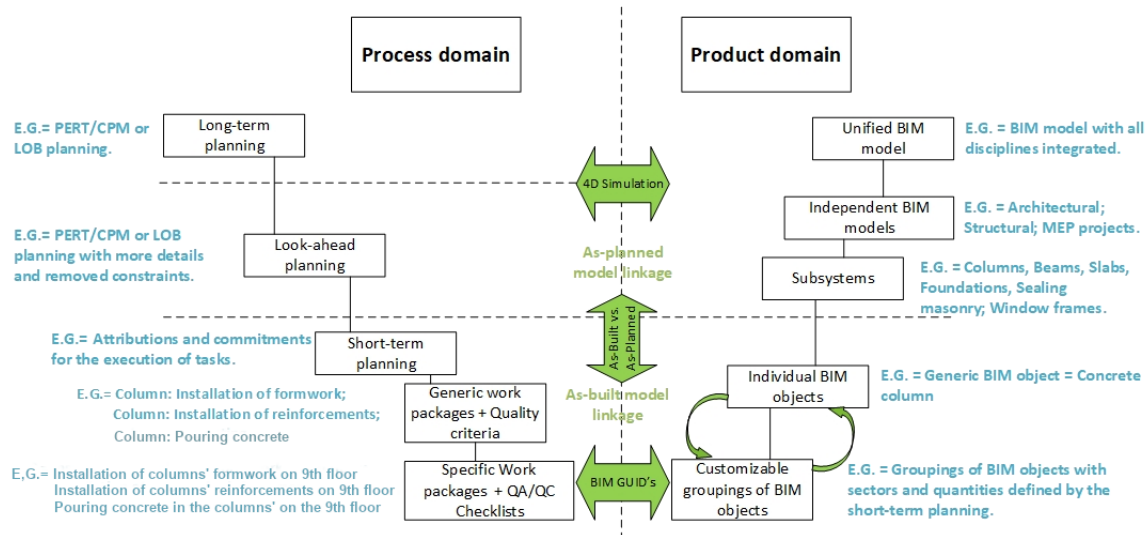 Process domain
Product domain
E.G.= PERT/CPM or
LOB planning.
Long-term
planning
Unified BIM
model
E.G. = BIM model with all
disciplines integrated.
4D Simulation
Independent BIM
models
E.G. = Architectural;
Structural; MEP projects.
E.G.= PERT/CPM or LOB
planning with more details
and removed constraints.
Look-ahead
planning
As-planned
model linkage
Subsystems
E.G. = Columns, Beams, Slabs,
Foundations, Sealing
masonry; Window frames.
As-Built vs.
As-Planned
E.G.= Attributions and commitments
for the execution of tasks.
Short-term
planning
E.G.= Column: Installation of formwork;
Column: Installation of reinforcements;
Column: Pouring concrete
Generic work
packages + Quality
criteria
As-built model
linkage
Individual BIM
objects
E.G. = Generic BIM object = Concrete
column
E,G.= Installation of columns' formwork on 9th floor
Installation of columns' reinforcements on 9th floor
Pouring concrete in the columns' on the 9th floor
Specific Work
packages + QA/QC
Checklists
BIM GUID's
Customizable
groupings of BIM
objects
E.G. = Groupings of BIM objects with
sectors and quantities defined by the
short-term planning.